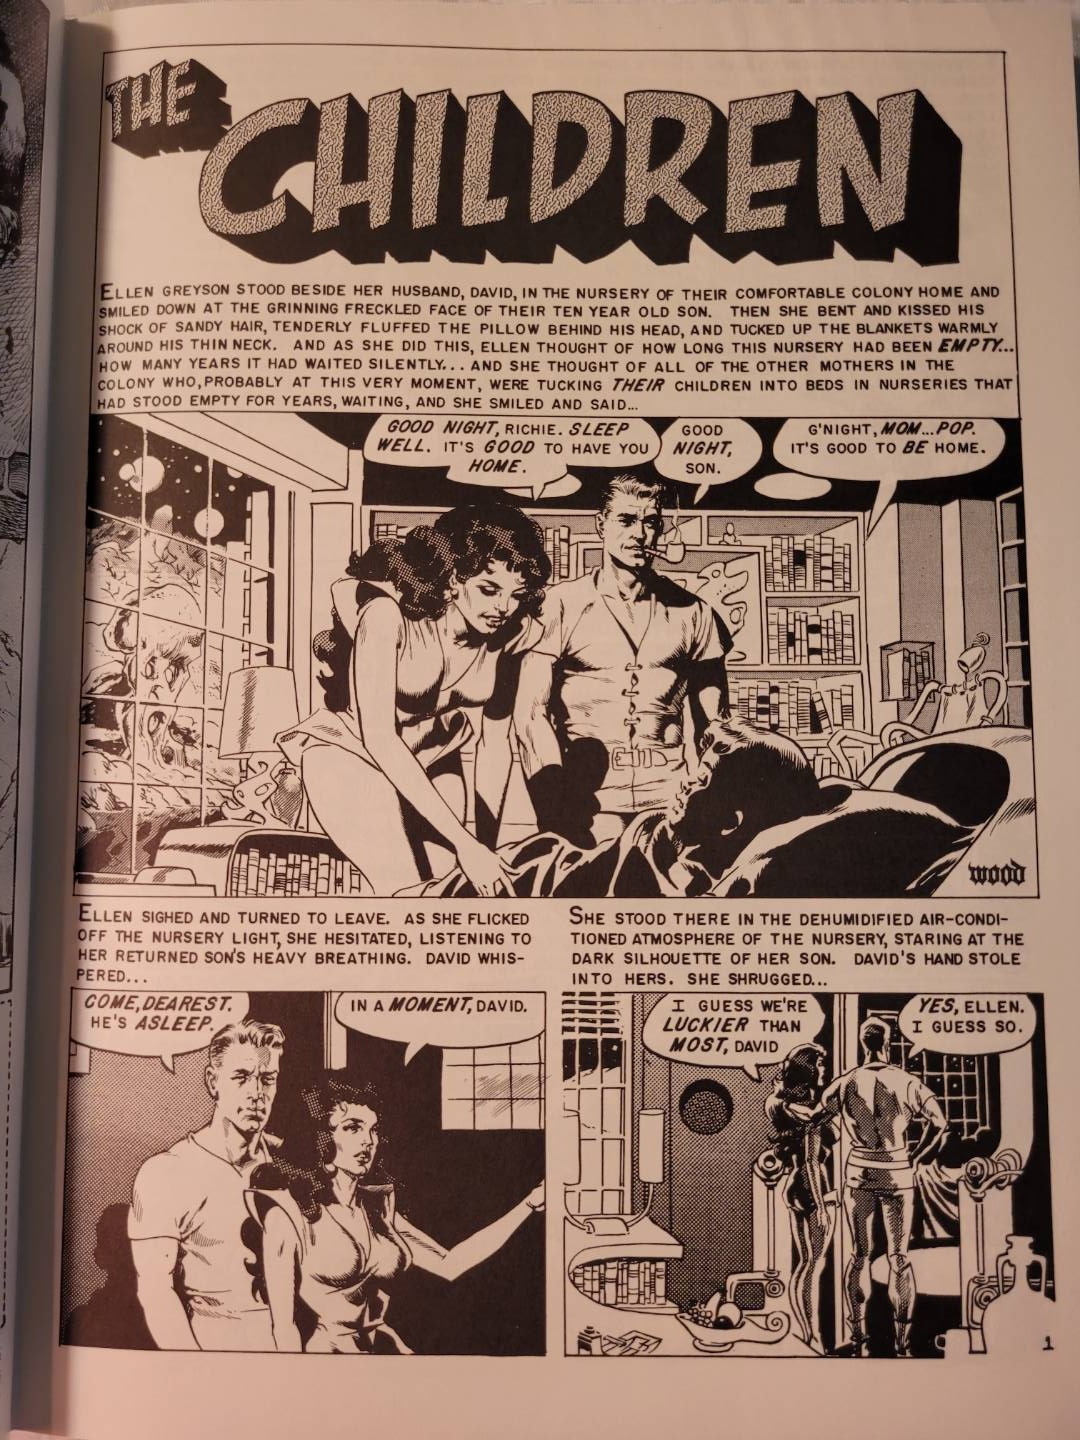 THE
CHILDREN
ELLEN GREYSON STOOD BESIDE HER HUSBAND, DAVID, IN THE NURSERY OF THEIR COMFORTABLE COLONY HOME AND
SMILED DOWN AT THE GRINNING FRECKLED FACE OF THEIR TEN YEAR OLD SON. THEN SHE BENT AND KISSED HIS
SHOCK OF SANDY HAIR, TENDERLY FLUFFED THE PILLOW BEHIND HIS HEAD, AND TUCKED UP THE BLANKETS WARMLY
AROUND HIS THIN NECK. AND AS SHE DID THIS, ELLEN THOUGHT OF HOW LONG THIS NURSERY HAD BEEN EMPTY...
HOW MANY YEARS IT HAD WAITED SILENTLY... AND SHE THOUGHT OF ALL OF THE OTHER MOTHERS IN THE
COLONY WHO, PROBABLY AT THIS VERY MOMENT, WERE TUCKING THEIR CHILDREN INTO BEDS IN NURSERIES THAT
HAD STOOD EMPTY FOR YEARS, WAITING, AND SHE SMILED AND SAID...
GOOD NIGHT, RICHIE. SLEEP
WELL. IT'S GOOD TO HAVE YOU
HOME.
GOOD
NIGHT,
SON.
G'NIGHT, MOM...POP.
IT'S GOOD TO BE HOME.
WOOD
ELLEN SIGHED AND TURNED TO LEAVE. AS SHE FLICKED
OFF THE NURSERY LIGHT, SHE HESITATED, LISTENING TO
HER RETURNED SON'S HEAVY BREATHING. DAVID WHIS-
PERED...
COME, DEAREST.
HE'S ASLEEP.
IN A MOMENT, DAVID.
SHE STOOD THERE IN THE DEHUMIDIFIED AIR-CONDI-
TIONED ATMOSPHERE OF THE NURSERY, STARING AT THE
DARK SILHOUETTE OF HER SON. DAVID'S HAND STOLE
INTO HERS. SHE SHRUGGED...
I GUESS WE'RE
LUCKIER THAN
MOST, DAVID
YES, ELLEN.
I GUESS SO.
1